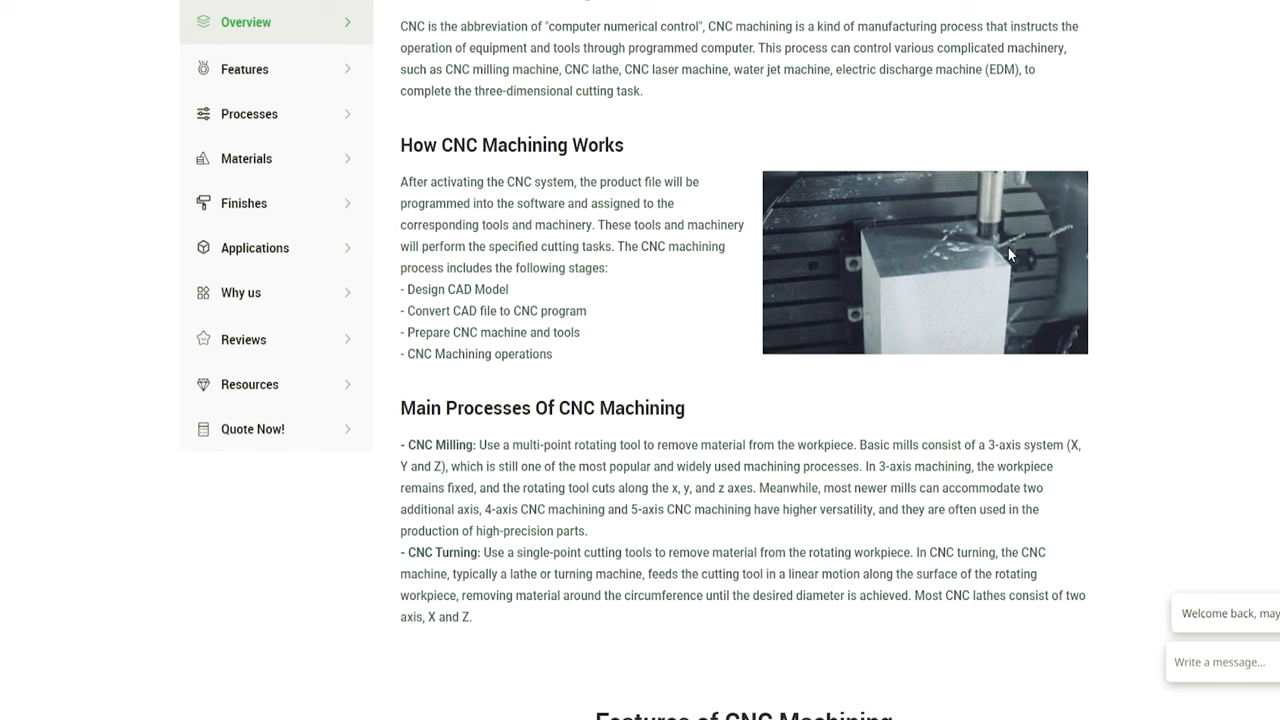 Overview
Features
Processes
Materials
Finishes
Applications
Why us
Reviews
Resources
Quote Now!
CNC is the abbreviation of "computer numerical control", CNC machining is a kind of manufacturing process that instructs the
operation of equipment and tools through programmed computer. This process can control various complicated machinery,
such as CNC milling machine, CNC lathe, CNC laser machine, water jet machine, electric discharge machine (EDM), to
complete the three-dimensional cutting task.
How CNC Machining Works
After activating the CNC system, the product file will be
programmed into the software and assigned to the
corresponding tools and machinery. These tools and machinery
will perform the specified cutting tasks. The CNC machining
process includes the following stages:
- Design CAD Model
- Convert CAD file to CNC program
- Prepare CNC machine and tools
- CNC Machining operations
Main Processes Of CNC Machining
- CNC Milling: Use a multi-point rotating tool to remove material from the workpiece. Basic mills consist of a 3-axis system (X,
Y and Z), which is still one of the most popular and widely used machining processes. In 3-axis machining, the workpiece
remains fixed, and the rotating tool cuts along the x, y, and z axes. Meanwhile, most newer mills can accommodate two
additional axis, 4-axis CNC machining and 5-axis CNC machining have higher versatility, and they are often used in the
production of high-precision parts.
- CNC Turning: Use a single-point cutting tools to remove material from the rotating workpiece. In CNC turning, the CNC
machine, typically a lathe or turning machine, feeds the cutting tool in a linear motion along the surface of the rotating
workpiece, removing material around the circumference until the desired diameter is achieved. Most CNC lathes consist of two
axis, X and Z.
Welcome back, may
Write a message...
Features of CNC Machining